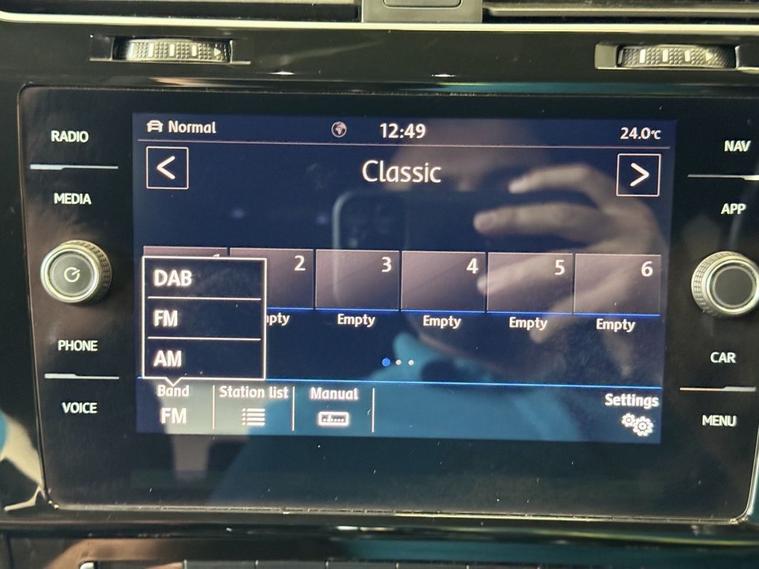 RADIO
MEDIA
PHONE
VOICE
Normal
12:49
24.0°C
Classic
2
3
4
5
6
Empty
Empty
Empty
Empty
DAB
FM
AM
Band
FM
Station list
Manual
Settings
NAV
APP
CAR
MENU